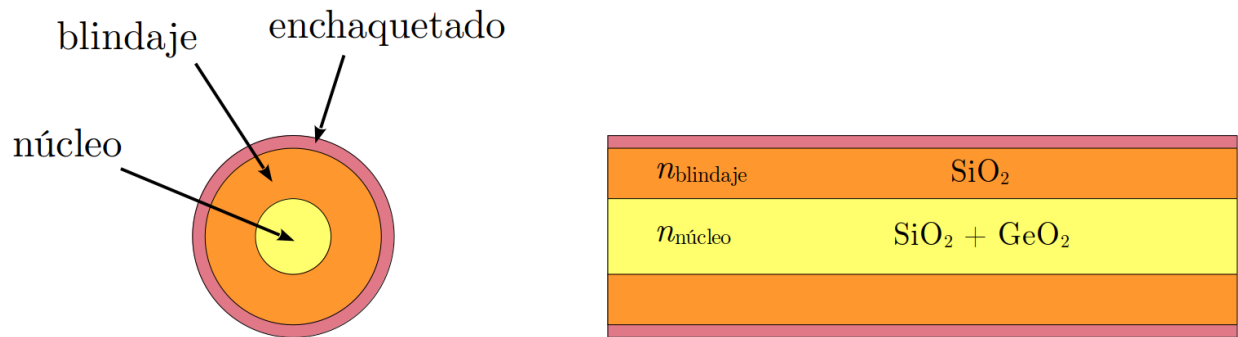 blindaje
enchaquetado
núcleo
n_blindaje SiO₂
n_núcleo SiO₂ + GeO₂